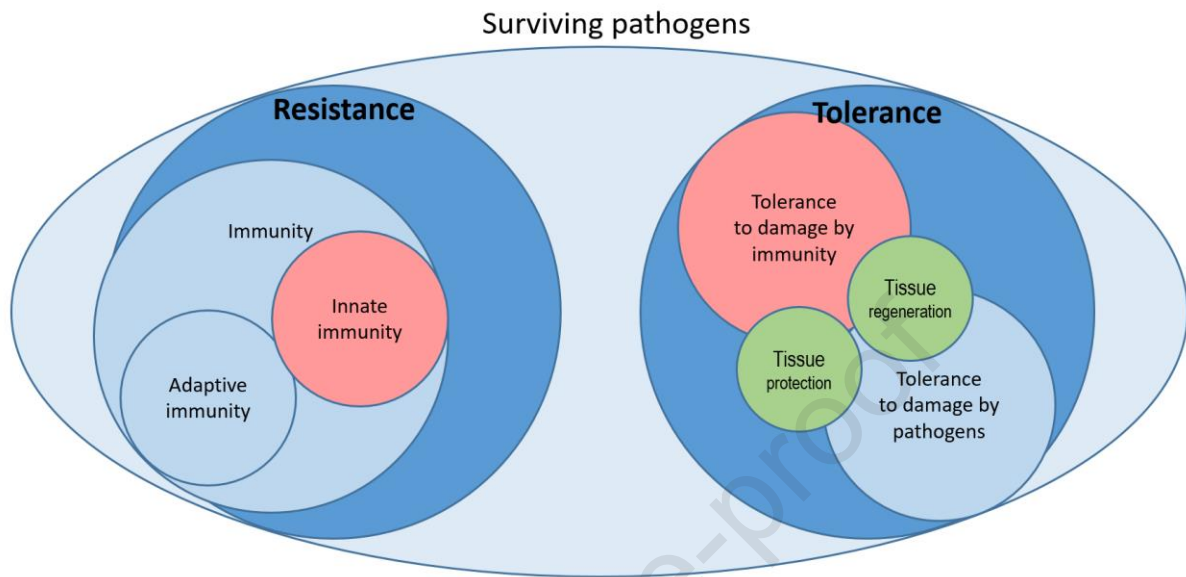 Surviving pathogens
Resistance
Immunity
Innate
immunity
Adaptive
immunity
Tolerance
Tolerance
to damage by
immunity
Tissue
regeneration
Tissue
protection
Tolerance
to damage by
pathogens
e-proof